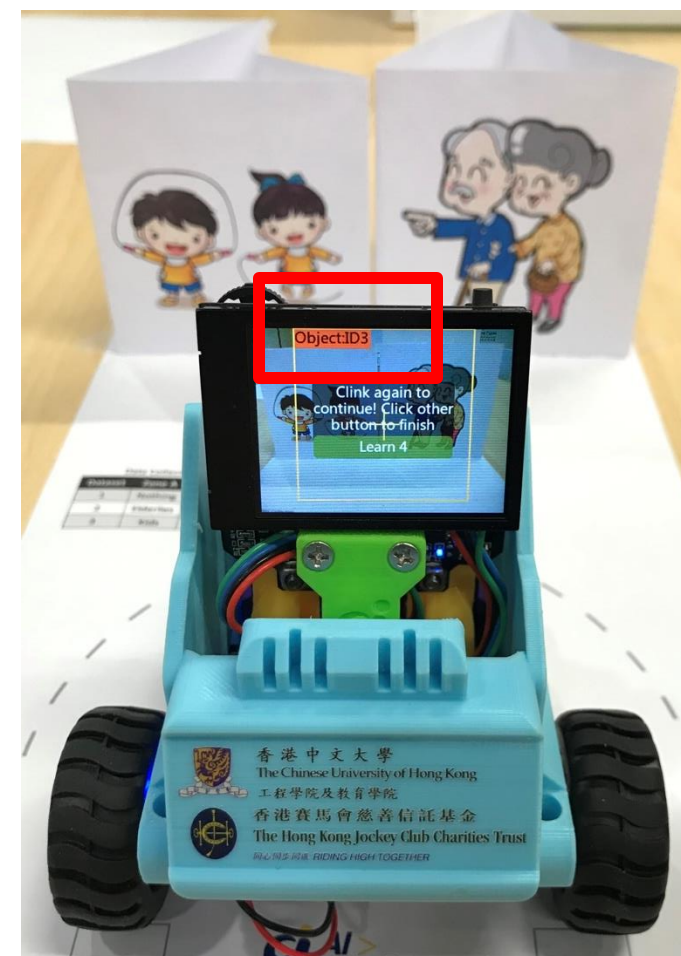 Object:ID3
Clink again to
continue! Click other
button to finish
Learn 4
Dataset Zone A
1 Nothing
2 Elderlies
3 Kids
香港中文大學
The Chinese University of Hong Kong
工程學院及教育學院
香港賽馬會慈善信託基金
The Hong Kong Jockey Club Charities Trust
同心同步同進 RIDING HIGH TOGETHER
AI